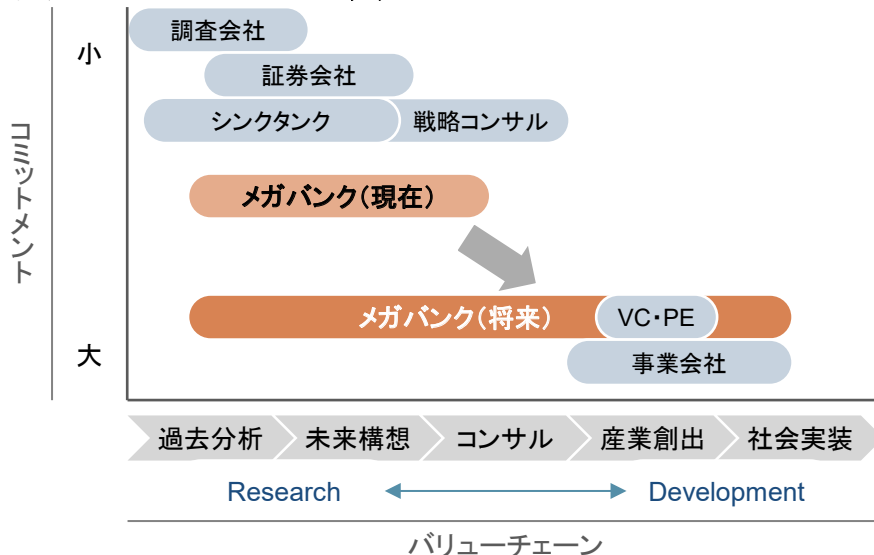 調査会社
小
証券会社
シンクタンク
戦略コンサル
コミットメント
メガバンク(現在)
メガバンク(将来)
VC・PE
大
事業会社
過去分析
未来構想
コンサル
産業創出
社会実装
Research
Development
バリューチェーン